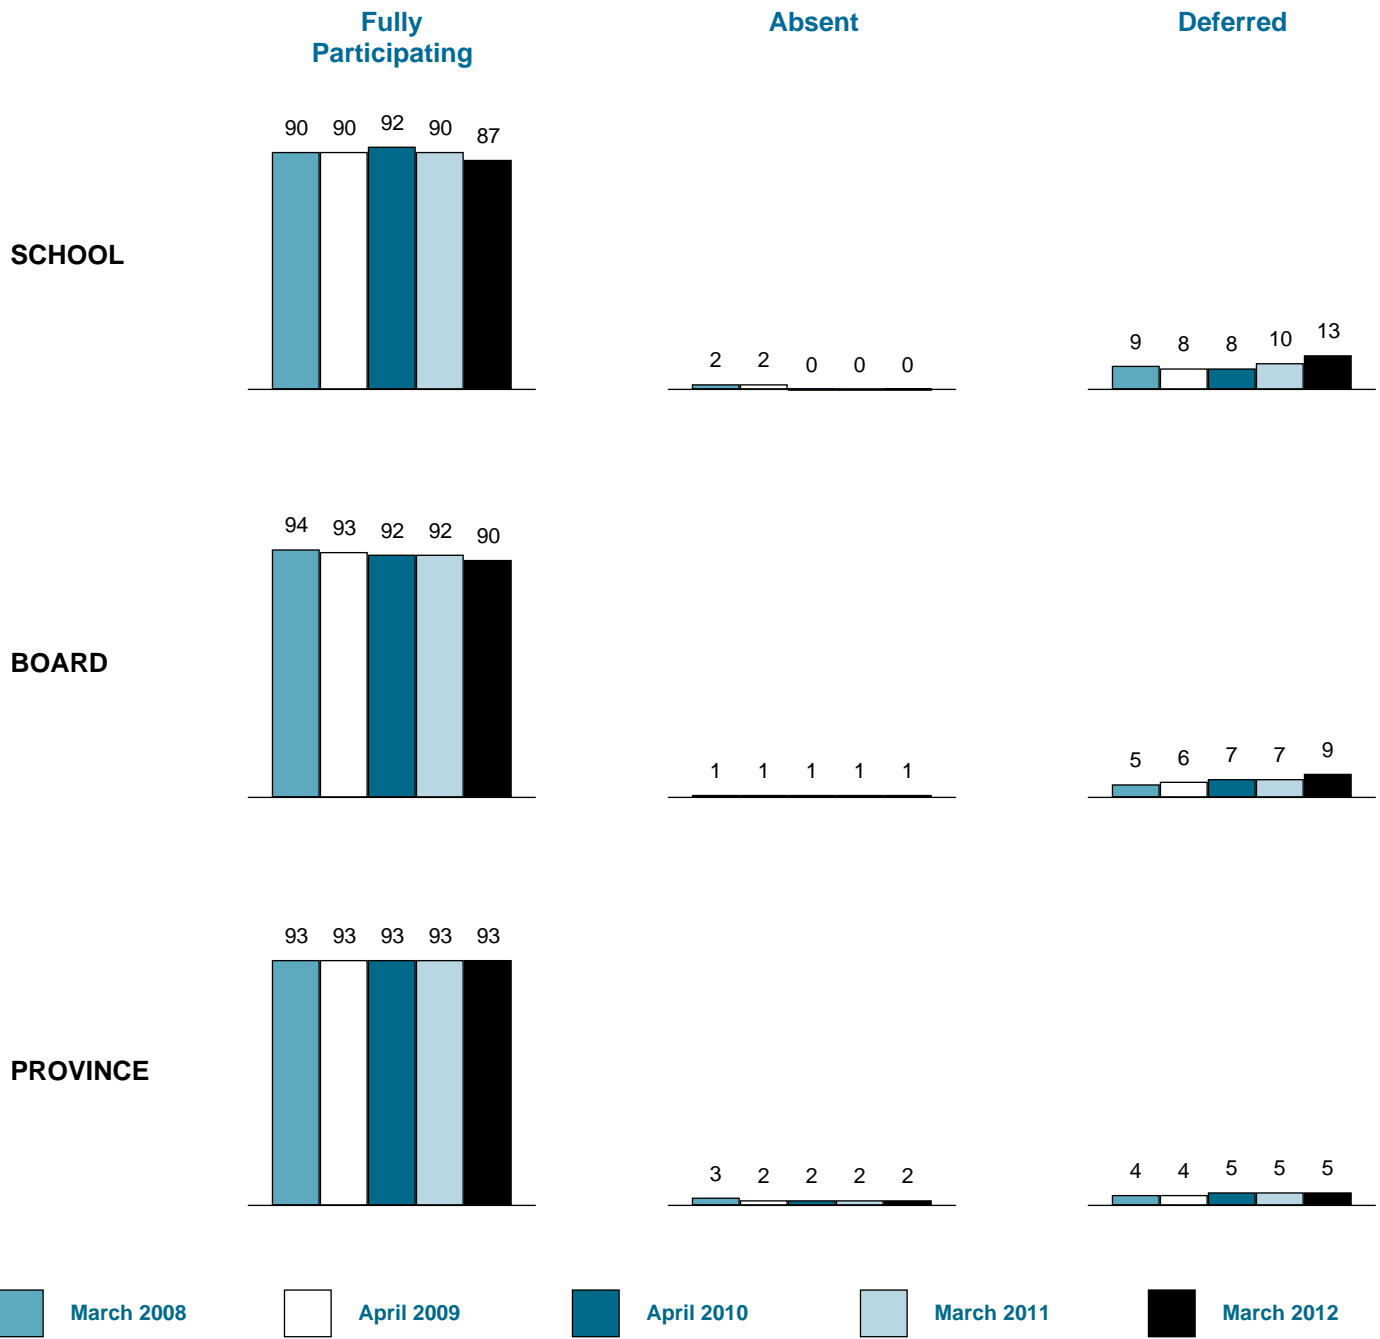 Fully
Participating
Absent
Deferred
SCHOOL
90 90 92 90 87
2 2 0 0 0
9 8 8 10 13
BOARD
94 93 92 92 90
1 1 1 1 1
5 6 7 7 9
PROVINCE
93 93 93 93 93
3 2 2 2 2
4 4 5 5 5
March 2008 April 2009 April 2010 March 2011 March 2012